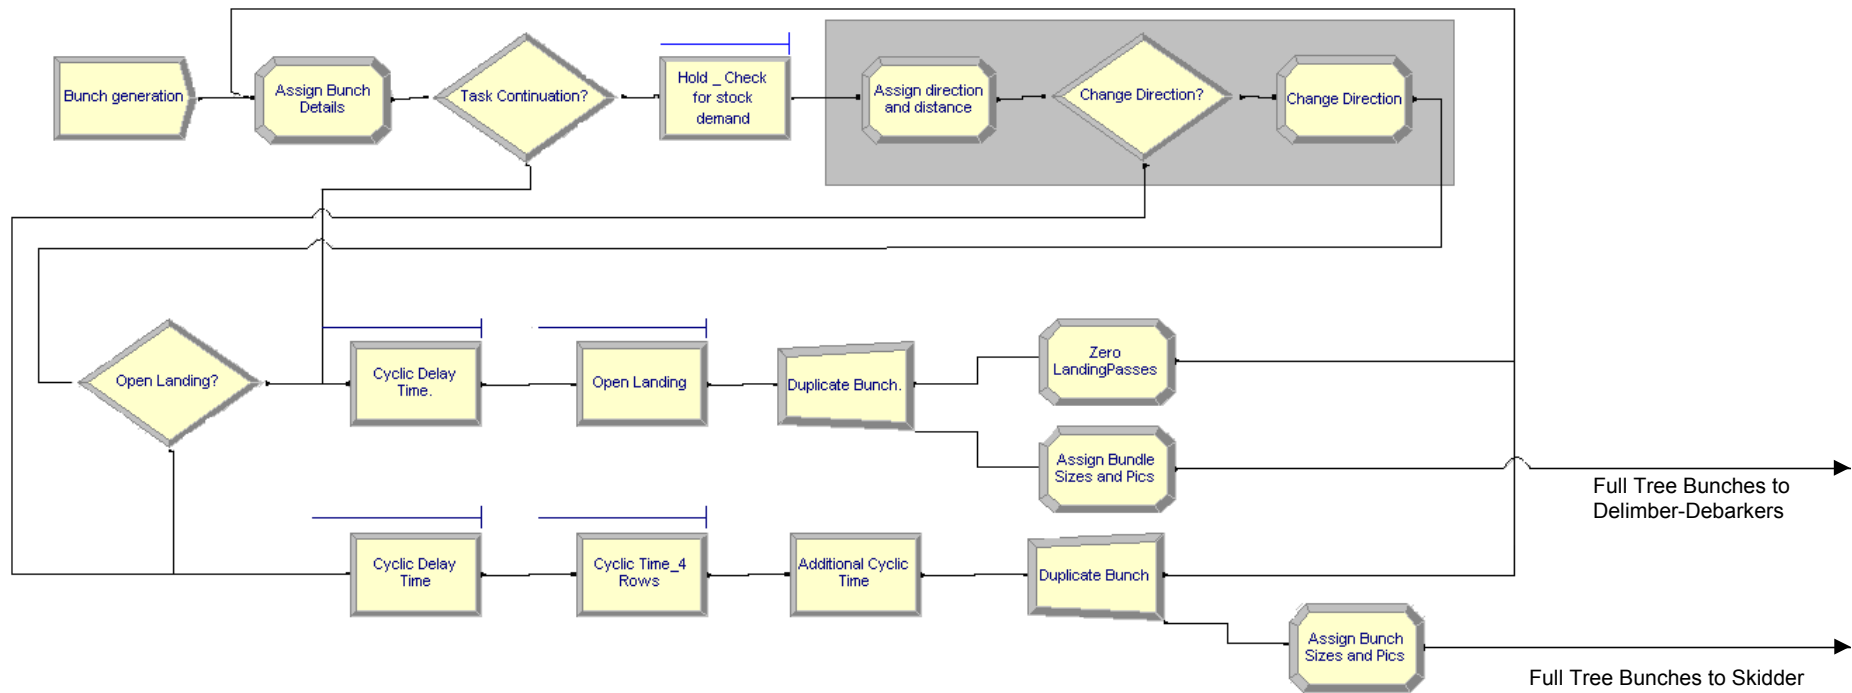 Bunch generation
Assign Bunch
Details
Task Continuation?
Hold _ Check
for stock
demand
Assign direction
and distance
Change Direction?
Change Direction
Open Landing?
Cyclic Delay
Time.
Open Landing
Duplicate Bunch.
Zero
LandingPasses
Assign Bundle
Sizes and Pics
Full Tree Bunches to
Delimber-Debarkers
Cyclic Delay
Time
Cyclic Time_4
Rows
Additional Cyclic
Time
Duplicate Bunch
Assign Bunch
Sizes and Pics
Full Tree Bunches to Skidder